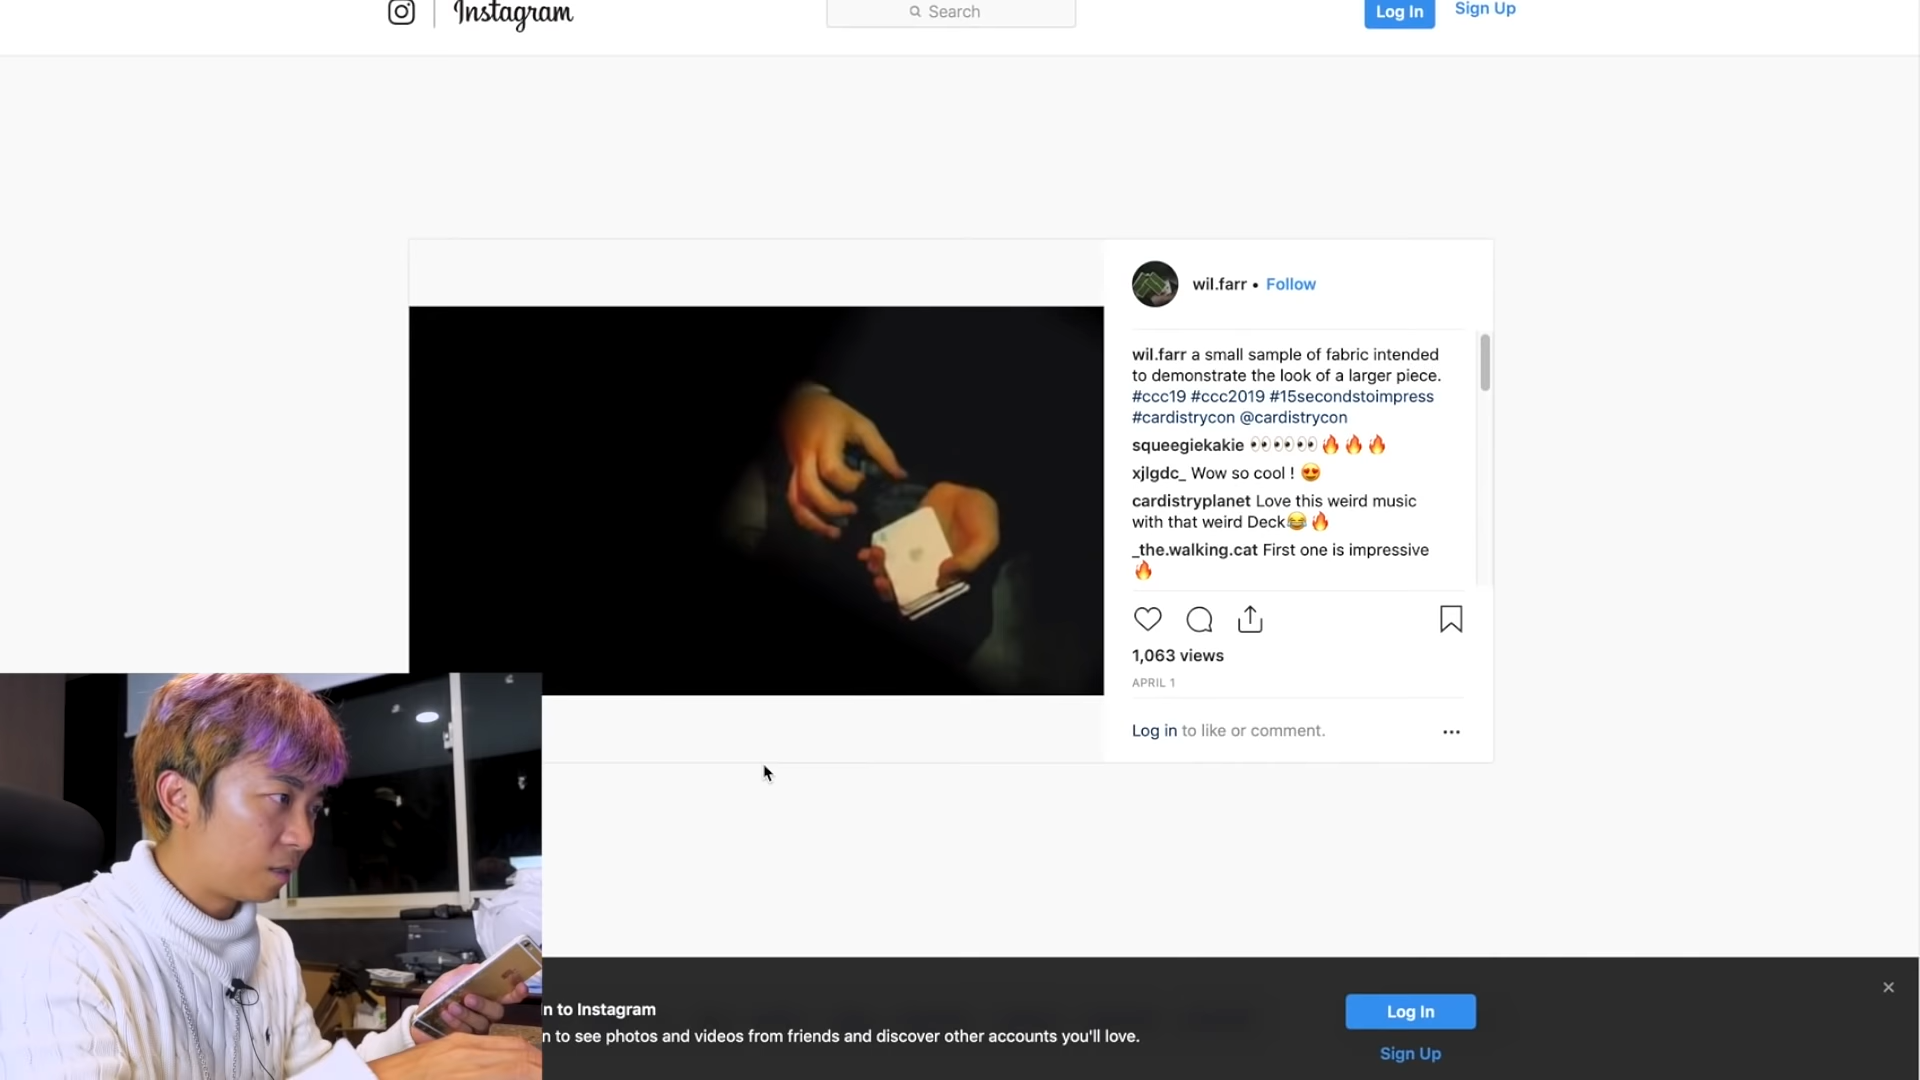 Instagram
Search
Log In
Sign Up
wil.farr • Follow
wil.farr a small sample of fabric intended
to demonstrate the look of a larger piece.
#ccc19 #ccc2019 #15secondstoimpress
#cardistrycon @cardistrycon
squeegiekakie 👀👀👀🔥🔥🔥
xjlgdc_ Wow so cool ! 😍
cardistryplanet Love this weird music
with that weird Deck😂🔥
_the.walking.cat First one is impressive
🔥
1,063 views
APRIL 1
Log in to like or comment.
n to Instagram
n to see photos and videos from friends and discover other accounts you'll love.
Log In
Sign Up